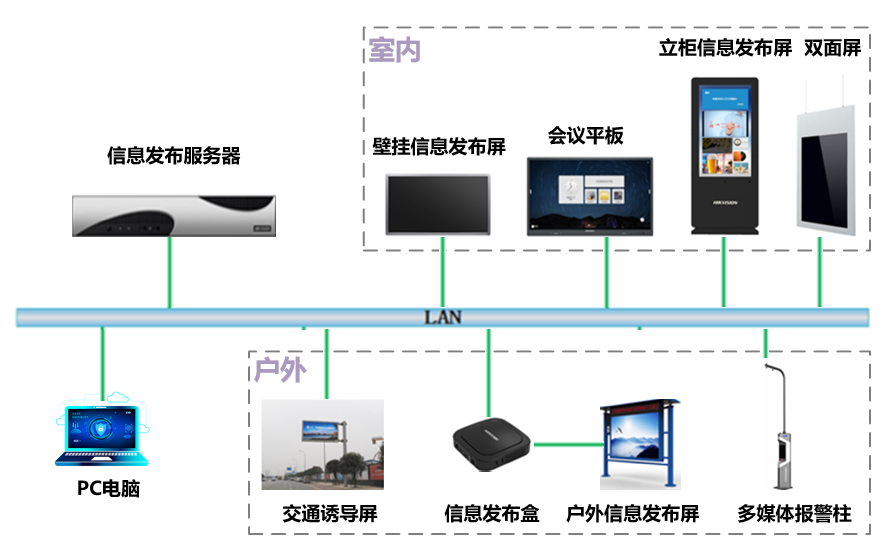 室内
立柜信息发布屏
双面屏
信息发布服务器
壁挂信息发布屏
会议平板
HIKVISION
LAN
户外
PC电脑
交通诱导屏
信息发布盒
户外信息发布屏
多媒体报警柱